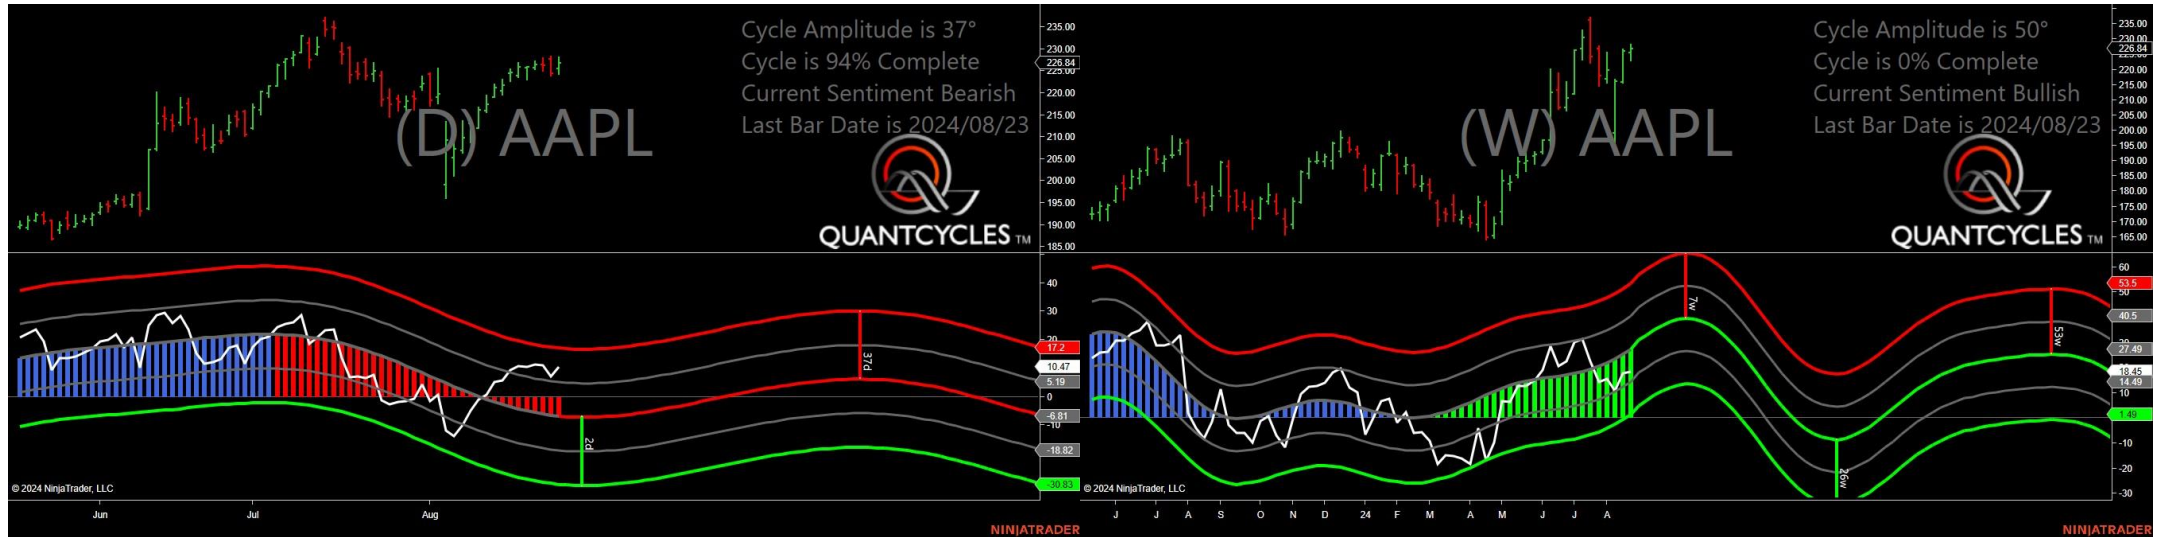 Cycle Amplitude is 37°
Cycle is 94% Complete
Current Sentiment Bearish
Last Bar Date is 2024/08/23
(D) AAPL
QUANTCYCLES TM
235.00
230.00
226.84
225.00
220.00
215.00
210.00
205.00
200.00
195.00
190.00
185.00
40
30
20
17.2
10.47
5.19
0
-6.81
-10
-18.82
-30.83
37d
2d
© 2024 NinjaTrader, LLC
Jun Jul Aug
NINJATRADER
Cycle Amplitude is 50°
Cycle is 0% Complete
Current Sentiment Bullish
Last Bar Date is 2024/08/23
(W) AAPL
QUANTCYCLES TM
235.00
230.00
226.84
220.00
215.00
210.00
205.00
200.00
195.00
190.00
185.00
180.00
175.00
170.00
165.00
60
53.5
50
40.5
27.49
18.45
14.49
10
1.49
-10
-20
-30
7w
53w
26w
© 2024 NinjaTrader, LLC
J J A S O N D 24 F M A M J J A
NINJATRADER